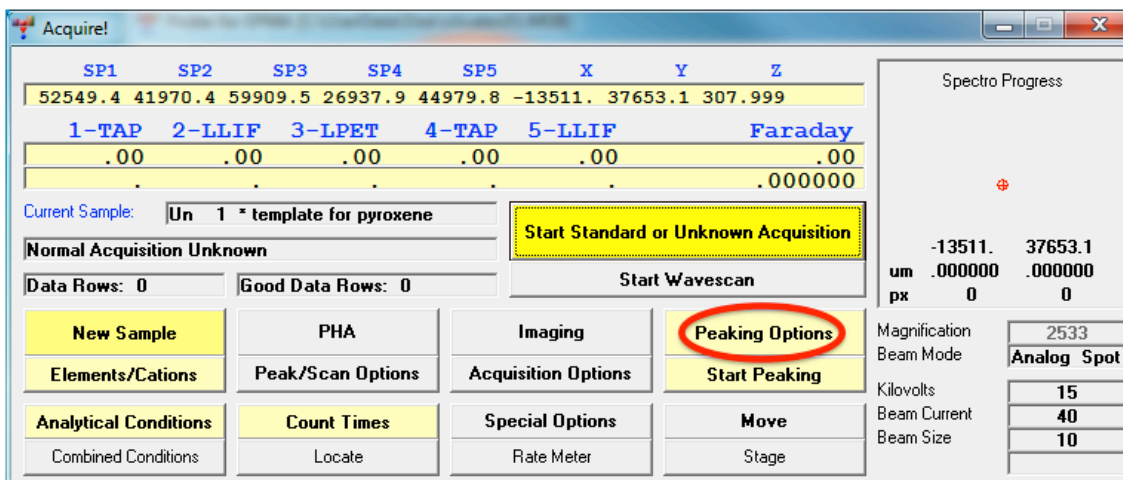 Acquire!
SP1 SP2 SP3 SP4 SP5 X Y Z
52549.4 41970.4 59909.5 26937.9 44979.8 -13511. 37653.1 307.999
1-TAP 2-LLIF 3-LPET 4-TAP 5-LLIF Faraday
.00 .00 .00 .00 .00 .00
. . . . . .000000
Current Sample: Un 1 * template for pyroxene
Normal Acquisition Unknown
Data Rows: 0 Good Data Rows: 0
Start Standard or Unknown Acquisition
Start Wavescan
New Sample PHA Imaging Peaking Options
Elements/Cations Peak/Scan Options Acquisition Options Start Peaking
Analytical Conditions Count Times Special Options Move
Combined Conditions Locate Rate Meter Stage
Spectro Progress
-13511. 37653.1
um .000000 .000000
px 0 0
Magnification 2533
Beam Mode Analog Spot
Kilovolts 15
Beam Current 40
Beam Size 10